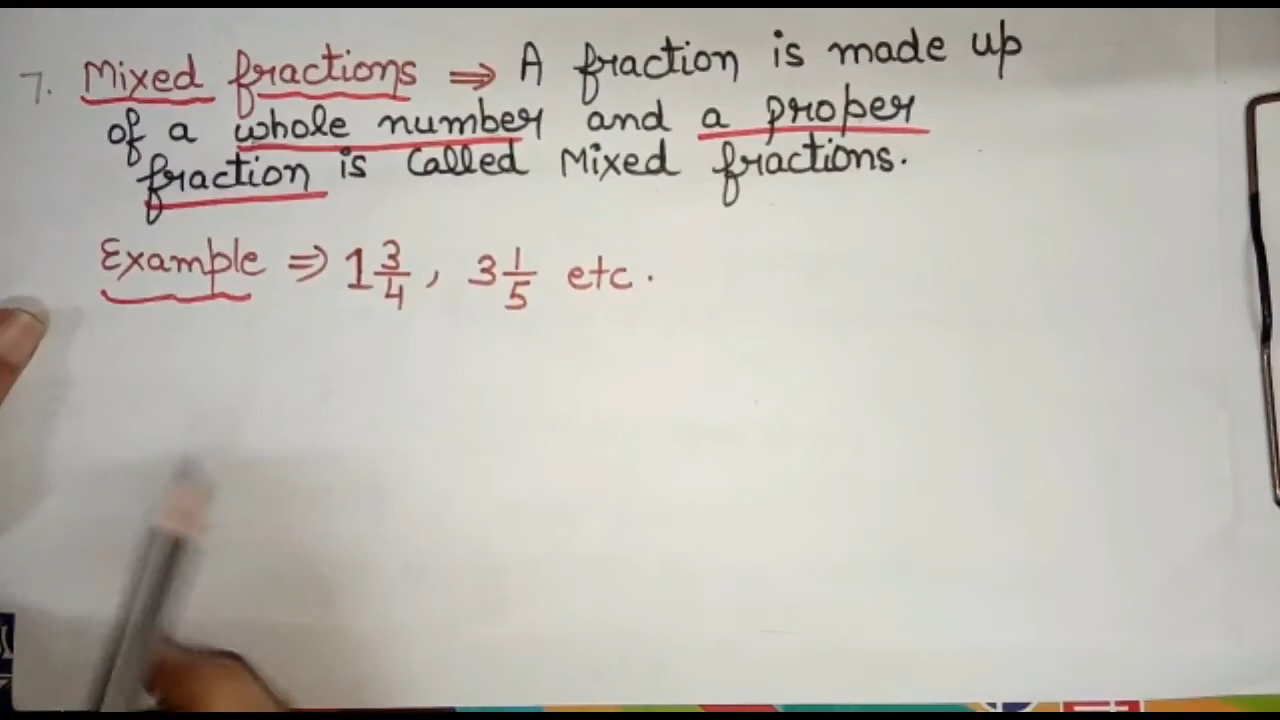 7. Mixed fractions ⇒ A fraction is made up
of a whole number and a proper
fraction is called Mixed fractions.
Example ⇒ 1 3/4, 3 1/5 etc.